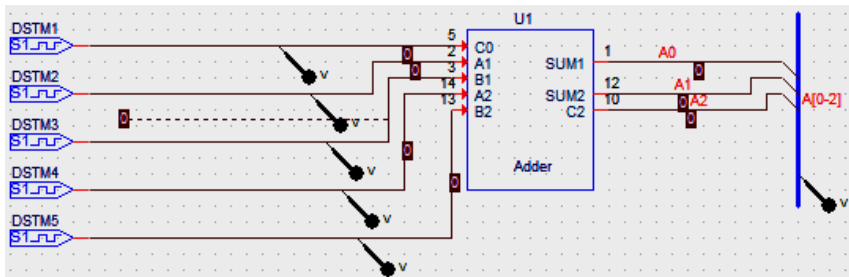 U1
DSTM1
S1
5
C0
0
2
A1
SUM1
1
A0
0
DSTM2
S1
V
0
3
B1
14
A2
SUM2
12
A1
0
A2
A[0-2]
13
B2
C2
10
0
0
V
DSTM3
S1
0
V
Adder
DSTM4
S1
0
V
V
DSTM5
S1
V